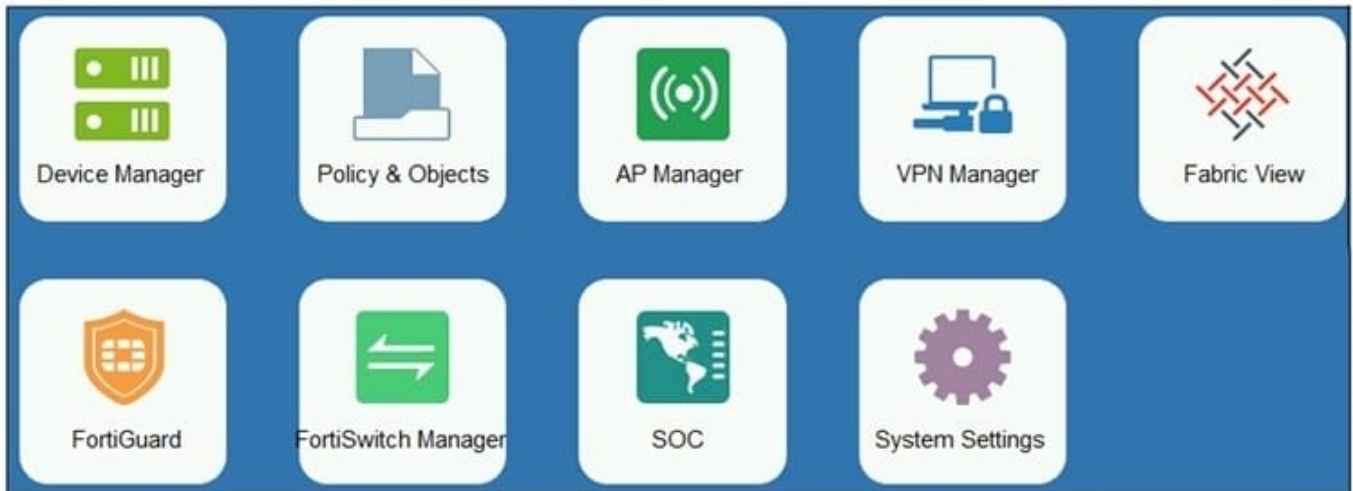 Device Manager
Policy & Objects
AP Manager
VPN Manager
Fabric View
FortiGuard
FortiSwitch Manager
SOC
System Settings